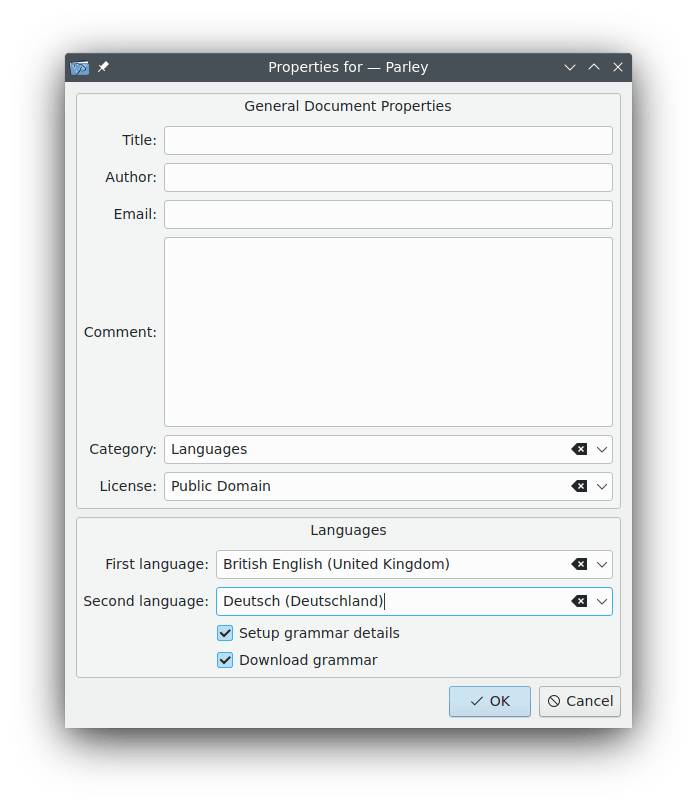 Properties for — Parley
General Document Properties
Title:
Author:
Email:
Comment:
Category: Languages
License: Public Domain
Languages
First language: British English (United Kingdom)
Second language: Deutsch (Deutschland)
Setup grammar details
Download grammar
OK Cancel